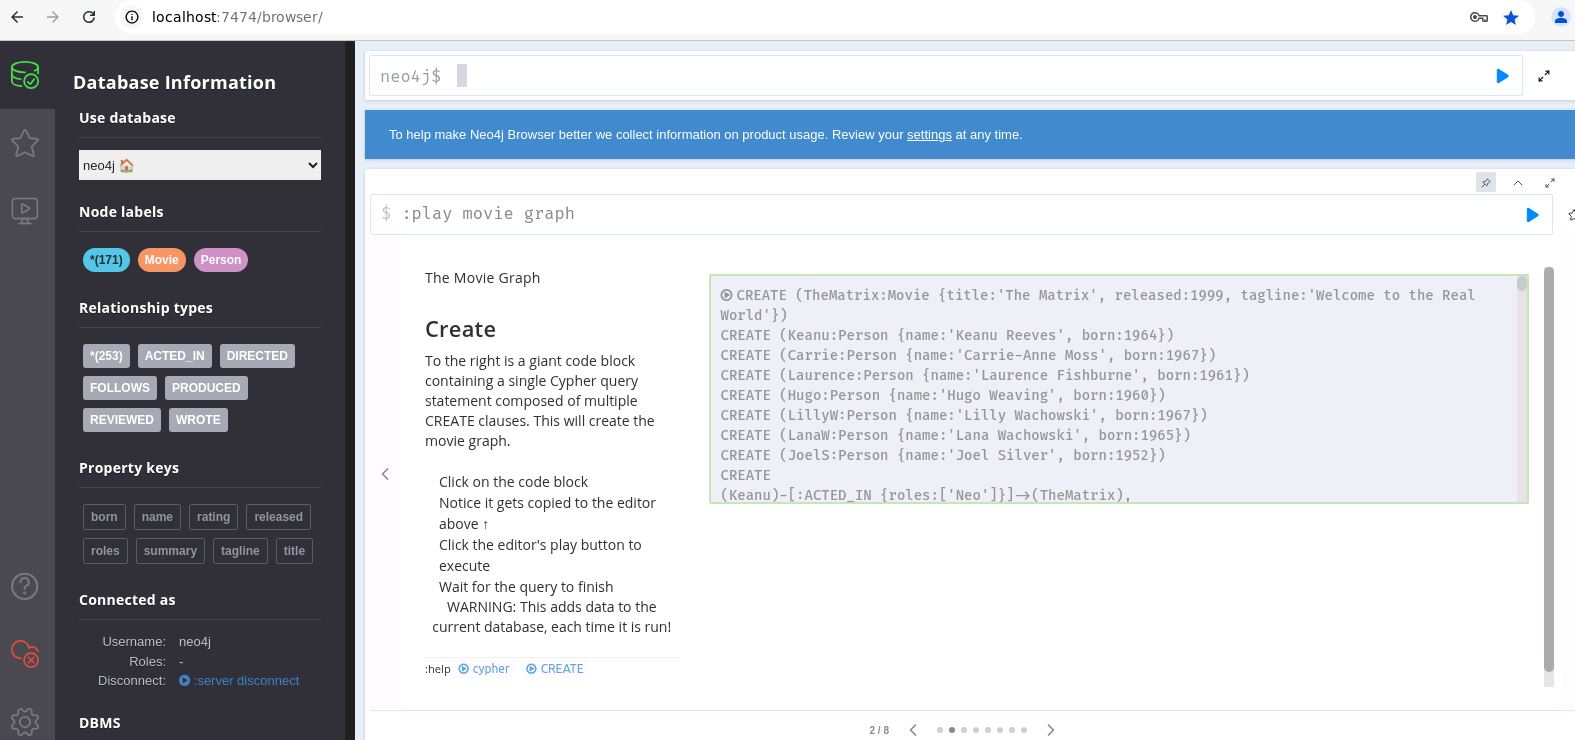 localhost:7474/browser/
Database Information
Use database
neo4j 🏠
Node labels
*(171) Movie Person
Relationship types
*(253) ACTED_IN DIRECTED
FOLLOWS PRODUCED
REVIEWED WROTE
Property keys
born name rating released
roles summary tagline title
Connected as
Username: neo4j
Roles: -
Disconnect: :server disconnect
DBMS
neo4j$
To help make Neo4j Browser better we collect information on product usage. Review your settings at any time.
$ :play movie graph
The Movie Graph
Create
To the right is a giant code block
containing a single Cypher query
statement composed of multiple
CREATE clauses. This will create the
movie graph.
Click on the code block
Notice it gets copied to the editor
above ↑
Click the editor's play button to
execute
Wait for the query to finish
WARNING: This adds data to the
current database, each time it is run!
:help cypher CREATE
CREATE (TheMatrix:Movie {title:'The Matrix', released:1999, tagline:'Welcome to the Real
World'})
CREATE (Keanu:Person {name:'Keanu Reeves', born:1964})
CREATE (Carrie:Person {name:'Carrie-Anne Moss', born:1967})
CREATE (Laurence:Person {name:'Laurence Fishburne', born:1961})
CREATE (Hugo:Person {name:'Hugo Weaving', born:1960})
CREATE (LillyW:Person {name:'Lilly Wachowski', born:1967})
CREATE (LanaW:Person {name:'Lana Wachowski', born:1965})
CREATE (JoelS:Person {name:'Joel Silver', born:1952})
CREATE
(Keanu)-[:ACTED_IN {roles:['Neo']}]->(TheMatrix),
2 / 8